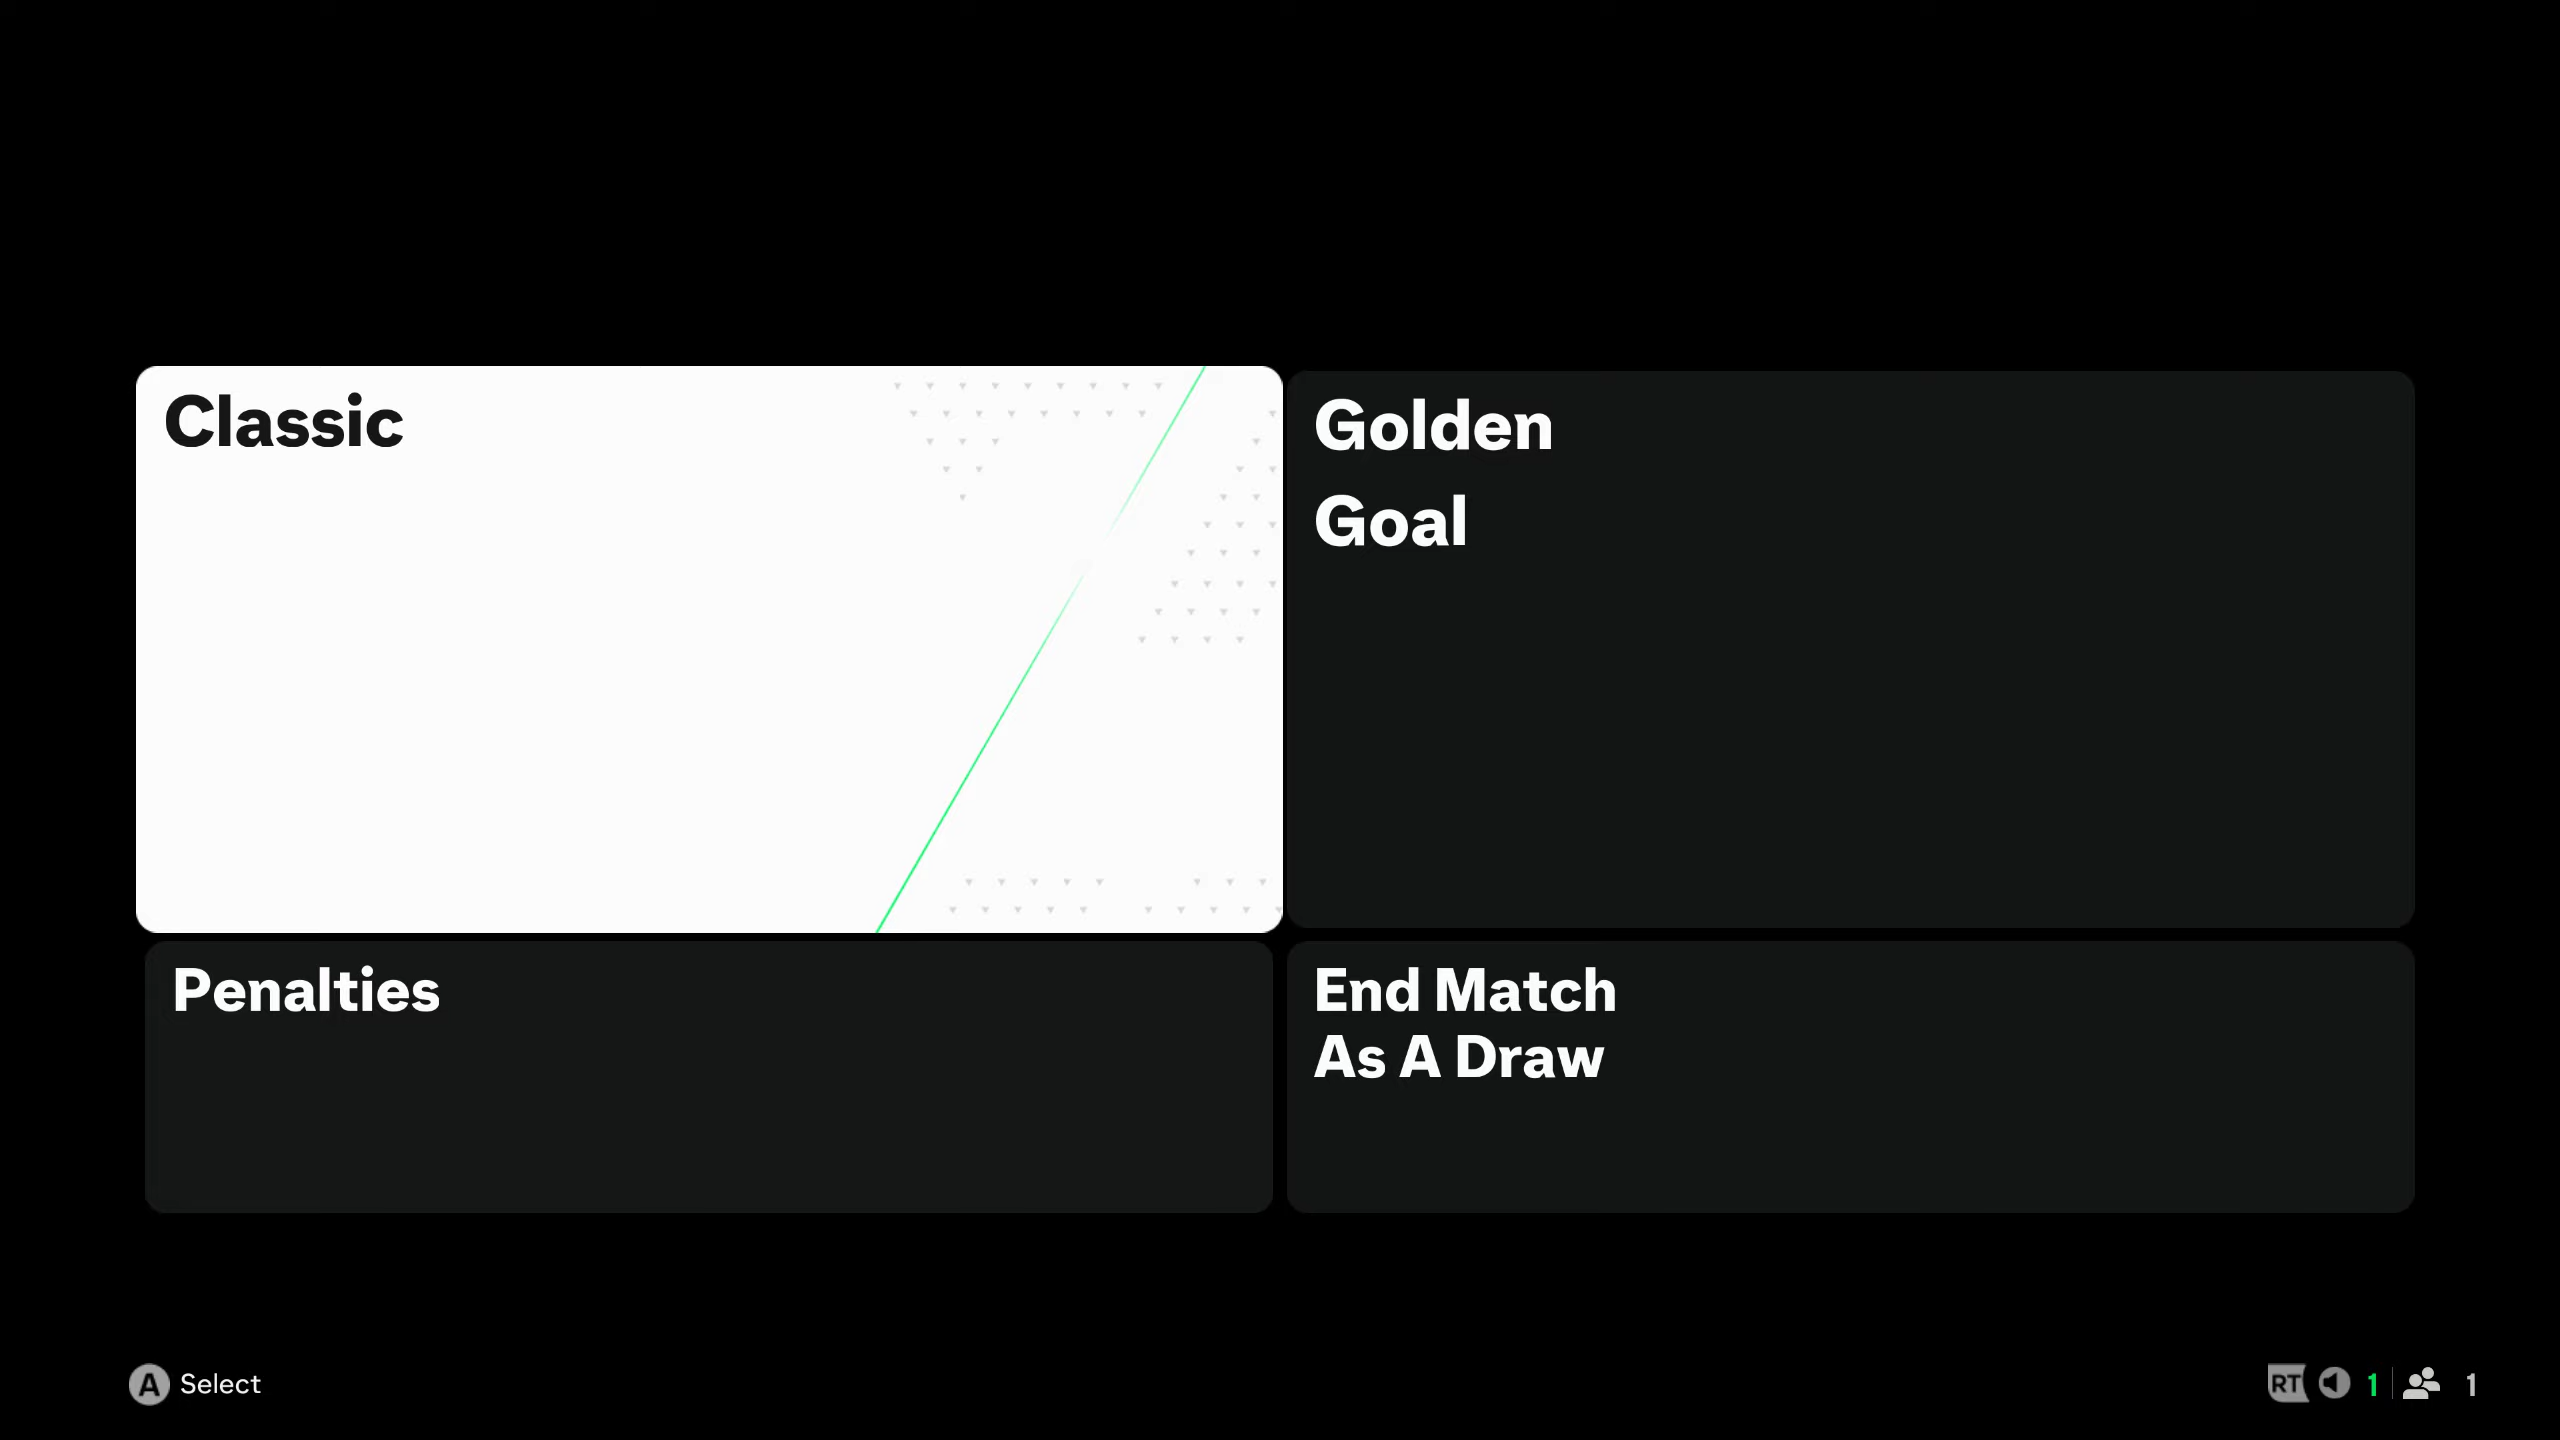 Classic
Golden
Goal
Penalties
End Match
As A Draw
A Select
RT 1 1